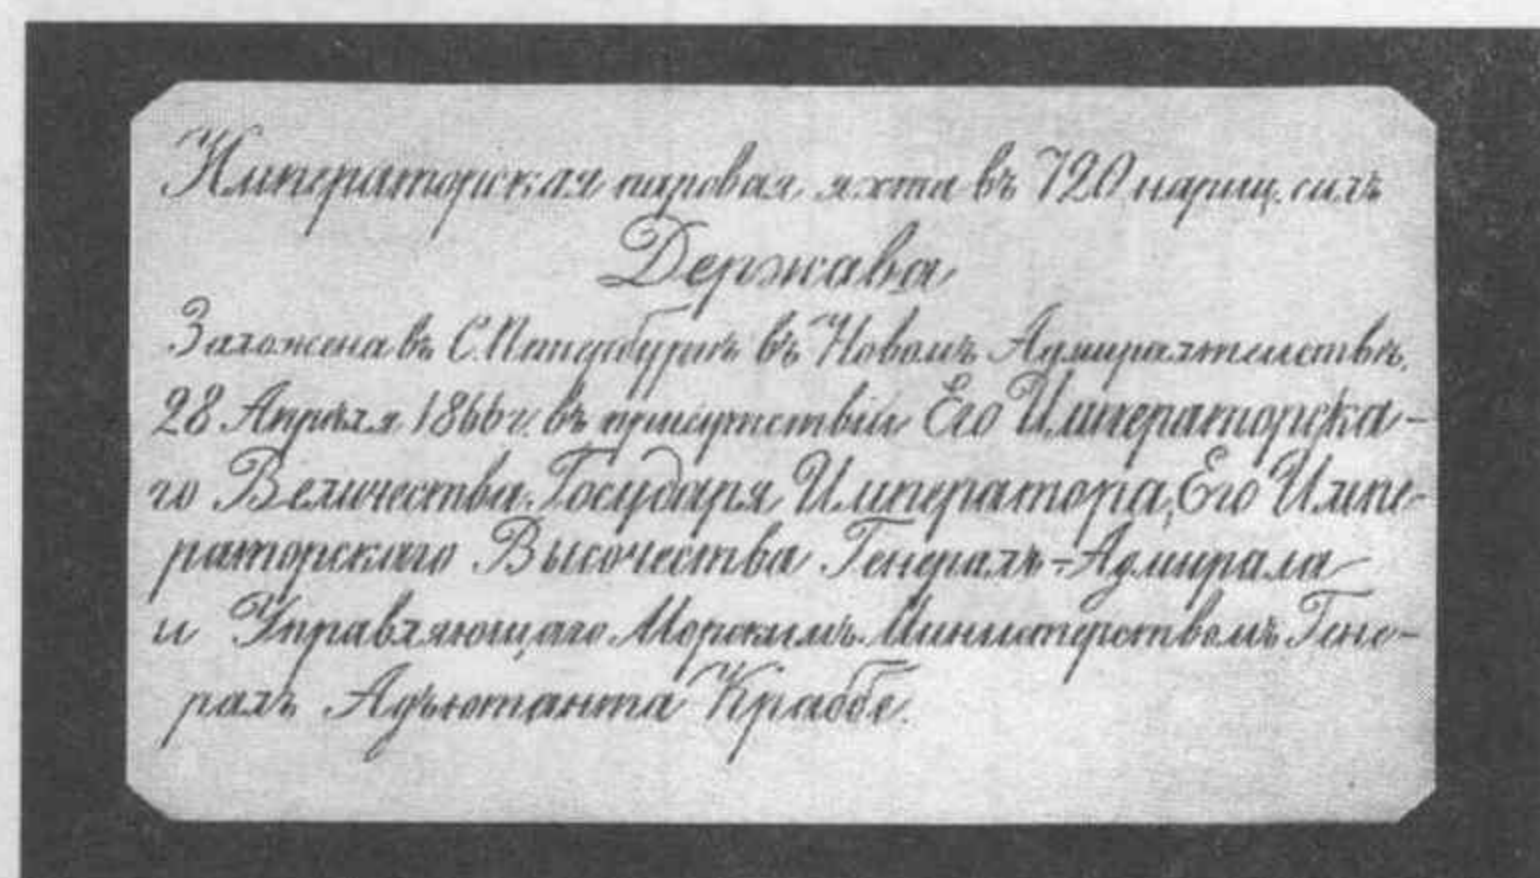 Императорская паровая яхта въ 720 нариц. силъ
Держава
Заложена въ С.Петербургѣ въ Новомъ Адмиралтействѣ,
28 Апрѣля 1866 г. въ присутствіи Его Императорска-
го Величества Государя Императора, Его Импе-
раторскаго Высочества Генералъ-Адмирала
и Управляющаго Морскимъ Министерствомъ Гене-
ралъ Адъютанта Краббе.